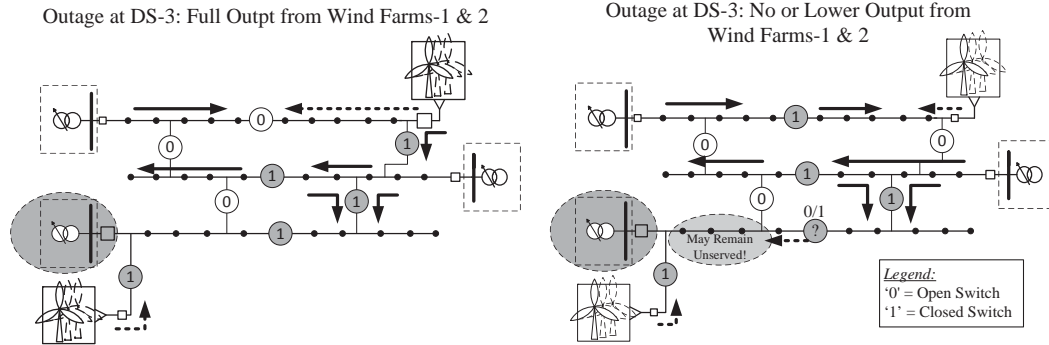 Outage at DS-3: Full Outpt from Wind Farms-1 & 2
0
1
0
1
1
0
1
1
Outage at DS-3: No or Lower Output from
Wind Farms-1 & 2
1
0
0
1
1
0
0/1
?
May Remain
Unserved!
1
Legend:
'0' = Open Switch
‘1’ = Closed Switch